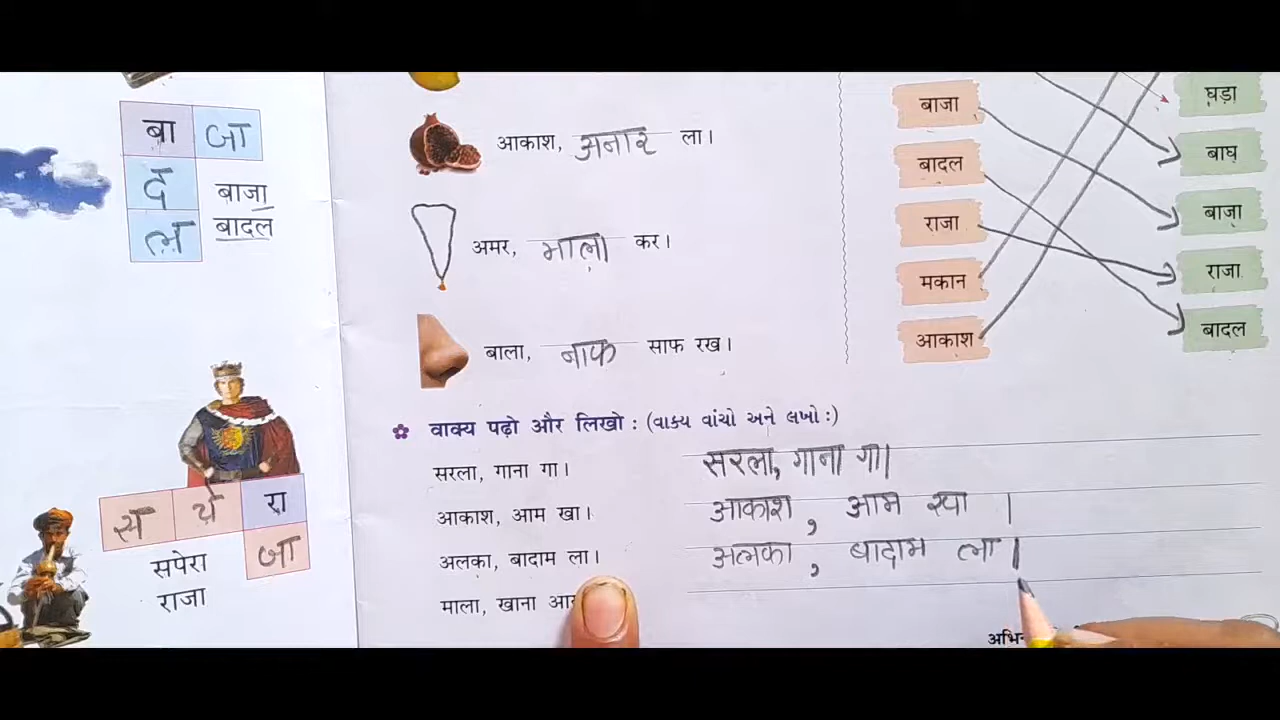 बा जा
द
ल
बाजा
बादल
रा
जा
सपेरा
राजा
आकाश, अनार ला।
अमर, माला कर।
बाला, नाक साफ रख।
बाजा
बादल
राजा
मकान
आकाश
घड़ा
बाघ
बाजा
राजा
बादल
वाक्य पढ़ो और लिखो : (વાક્ય વાંચો અને લખો :)
सरला, गाना गा। सरला, गाना गा।
आकाश, आम खा। आकाश, आम खा ।
अलका, बादाम ला। अलका, बादाम ला ।
माला, खाना